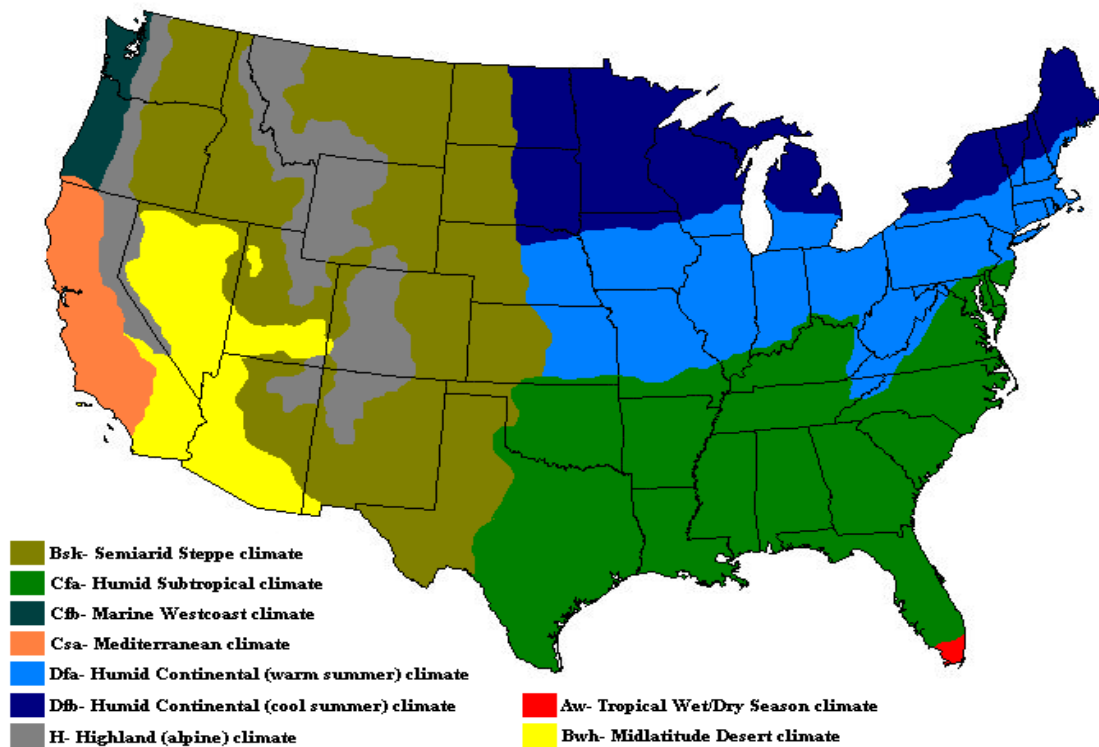 Bsk- Semiarid Steppe climate
Cfa- Humid Subtropical climate
Cfb- Marine Westcoast climate
Csa- Mediterranean climate
Dfa- Humid Continental (warm summer) climate
Dfb- Humid Continental (cool summer) climate
H- Highland (alpine) climate
Aw- Tropical Wet/Dry Season climate
Bwh- Midlatitude Desert climate